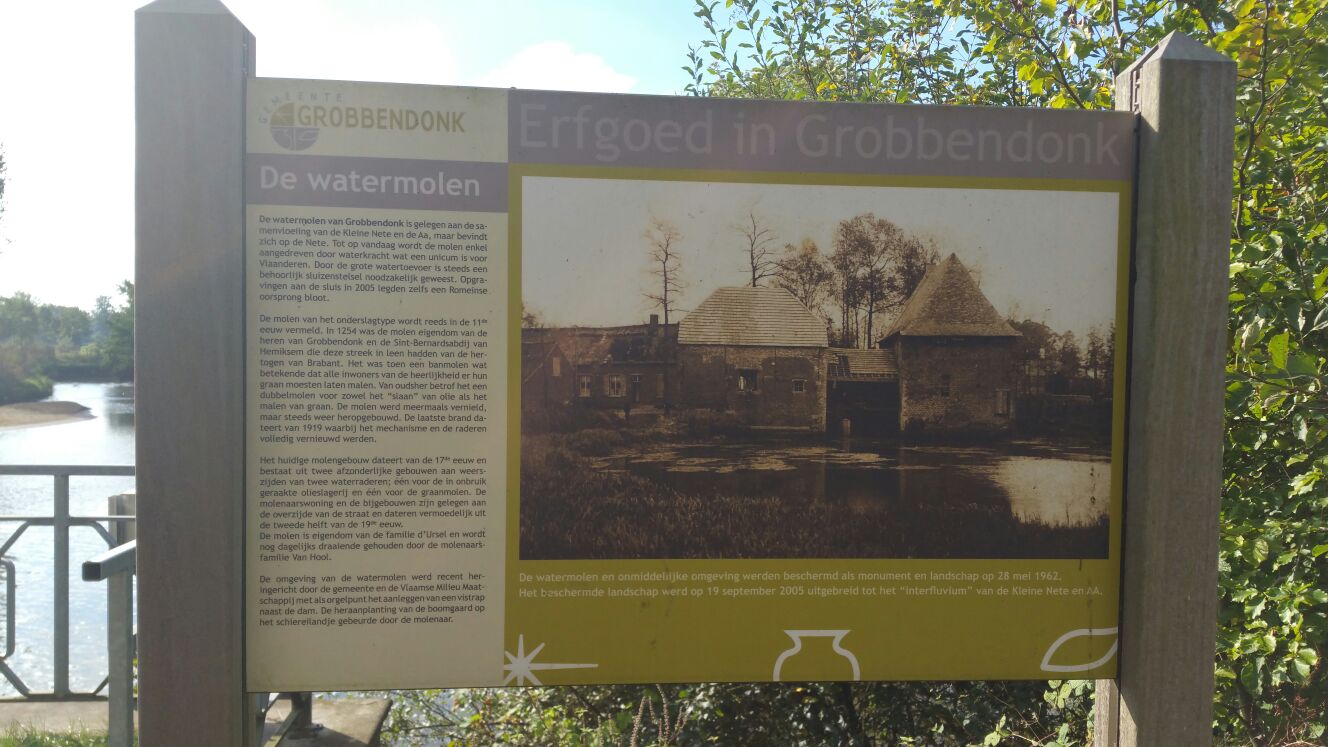 GEMEENTE
GROBBENDONK
Erfgoed in Grobbendonk
De watermolen
De watermolen van Grobbendonk is gelegen aan de sa-
menvloeiing van de Kleine Nete en de Aa, maar bevindt
zich op de Nete. Tot op vandaag wordt de molen enkel
aangedreven door waterkracht wat een unicum is voor
Vlaanderen. Door de grote watertoevoer is steeds een
behoorlijk sluizenstelsel noodzakelijk geweest. Opgra-
vingen aan de sluis in 2005 legden zelfs een Romeinse
oorsprong bloot.
De molen van het onderslagtype wordt reeds in de 11de
eeuw vermeld. In 1254 was de molen eigendom van de
heren van Grobbendonk en de Sint-Bernardsabdij van
Hemiksem die deze streek in leen hadden van de her-
togen van Brabant. Het was toen een banmolen wat
betekende dat alle inwoners van de heerlijkheid er hun
graan moesten laten malen. Van oudsher betrof het een
dubbelmolen voor zowel het "slaan" van olie als het
malen van graan. De molen werd meermaals vernield,
maar steeds weer heropgebouwd. De laatste brand da-
teert van 1919 waarbij het mechanisme en de raderen
volledig vernieuwd werden.
Het huidige molengebouw dateert van de 17de eeuw en
bestaat uit twee afzonderlijke gebouwen aan weers-
zijden van twee waterraderen; één voor de in onbruik
geraakte olieslagerij en één voor de graanmolen. De
molenaarswoning en de bijgebouwen zijn gelegen aan
de overzijde van de straat en dateren vermoedelijk uit
de tweede helft van de 19de eeuw.
De molen is eigendom van de familie d'Ursel en wordt
nog dagelijks draaiende gehouden door de molenaars-
familie Van Hool.
De omgeving van de watermolen werd recent her-
ingericht door de gemeente en de Vlaamse Milieu Maat-
schappij met als orgelpunt het aanleggen van een vistrap
naast de dam. De heraanplanting van de boomgaard op
het schiereilandje gebeurde door de molenaar.
De watermolen en onmiddellijke omgeving werden beschermd als monument en landschap op 28 mei 1962.
Het beschermde landschap werd op 19 september 2005 uitgebreid tot het "interfluvium" van de Kleine Nete en AA.